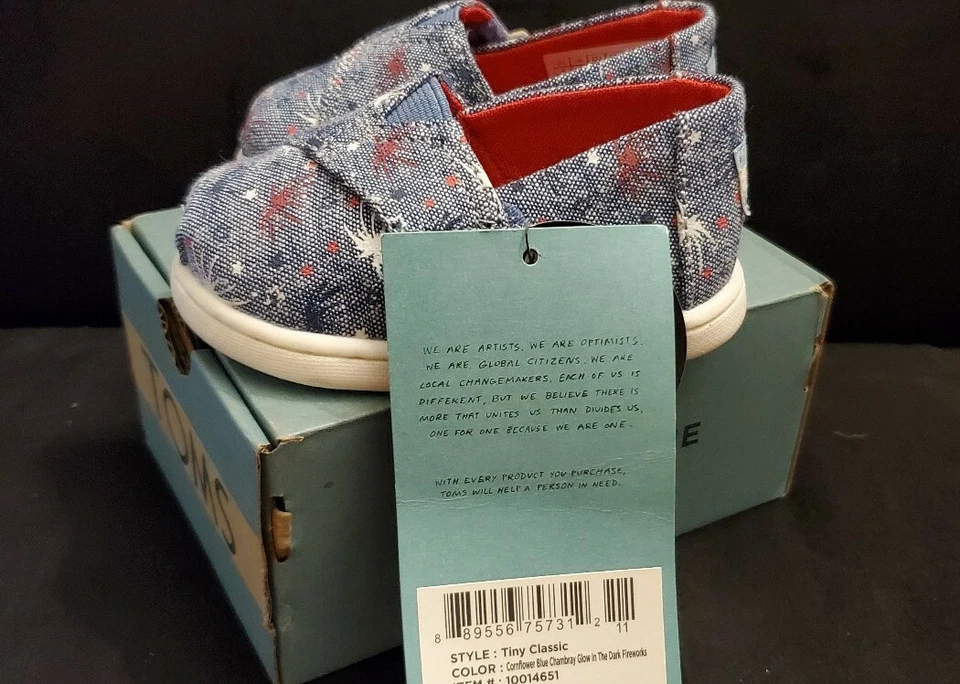 WE ARE ARTISTS. WE ARE OPTIMISTS.
WE ARE GLOBAL CITIZENS. WE ARE
LOCAL CHANGEMAKERS. EACH OF US IS
DIFFERENT, BUT WE BELIEVE THERE IS
MORE THAT UNITES US THAN DIVIDES US.
ONE FOR ONE BECAUSE WE ARE ONE.
WITH EVERY PRODUCT YOU PURCHASE,
TOMS WILL HELP A PERSON IN NEED.
8 89556 75731 2 11
STYLE : Tiny Classic
COLOR : Cornflower Blue Chambray Glow In The Dark Fireworks
ITEM # : 10014651
TOMS
E